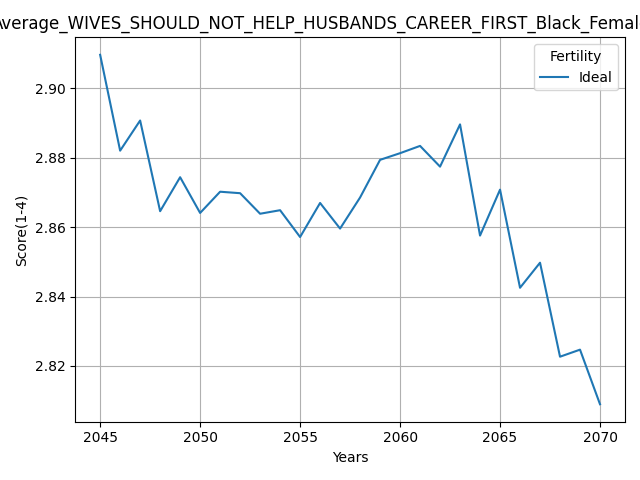 Average_WIVES_SHOULD_NOT_HELP_HUSBANDS_CAREER_FIRST_Black_Femal
Fertility
Ideal
Score(1-4)
2.90
2.88
2.86
2.84
2.82
2045 2050 2055 2060 2065 2070
Years